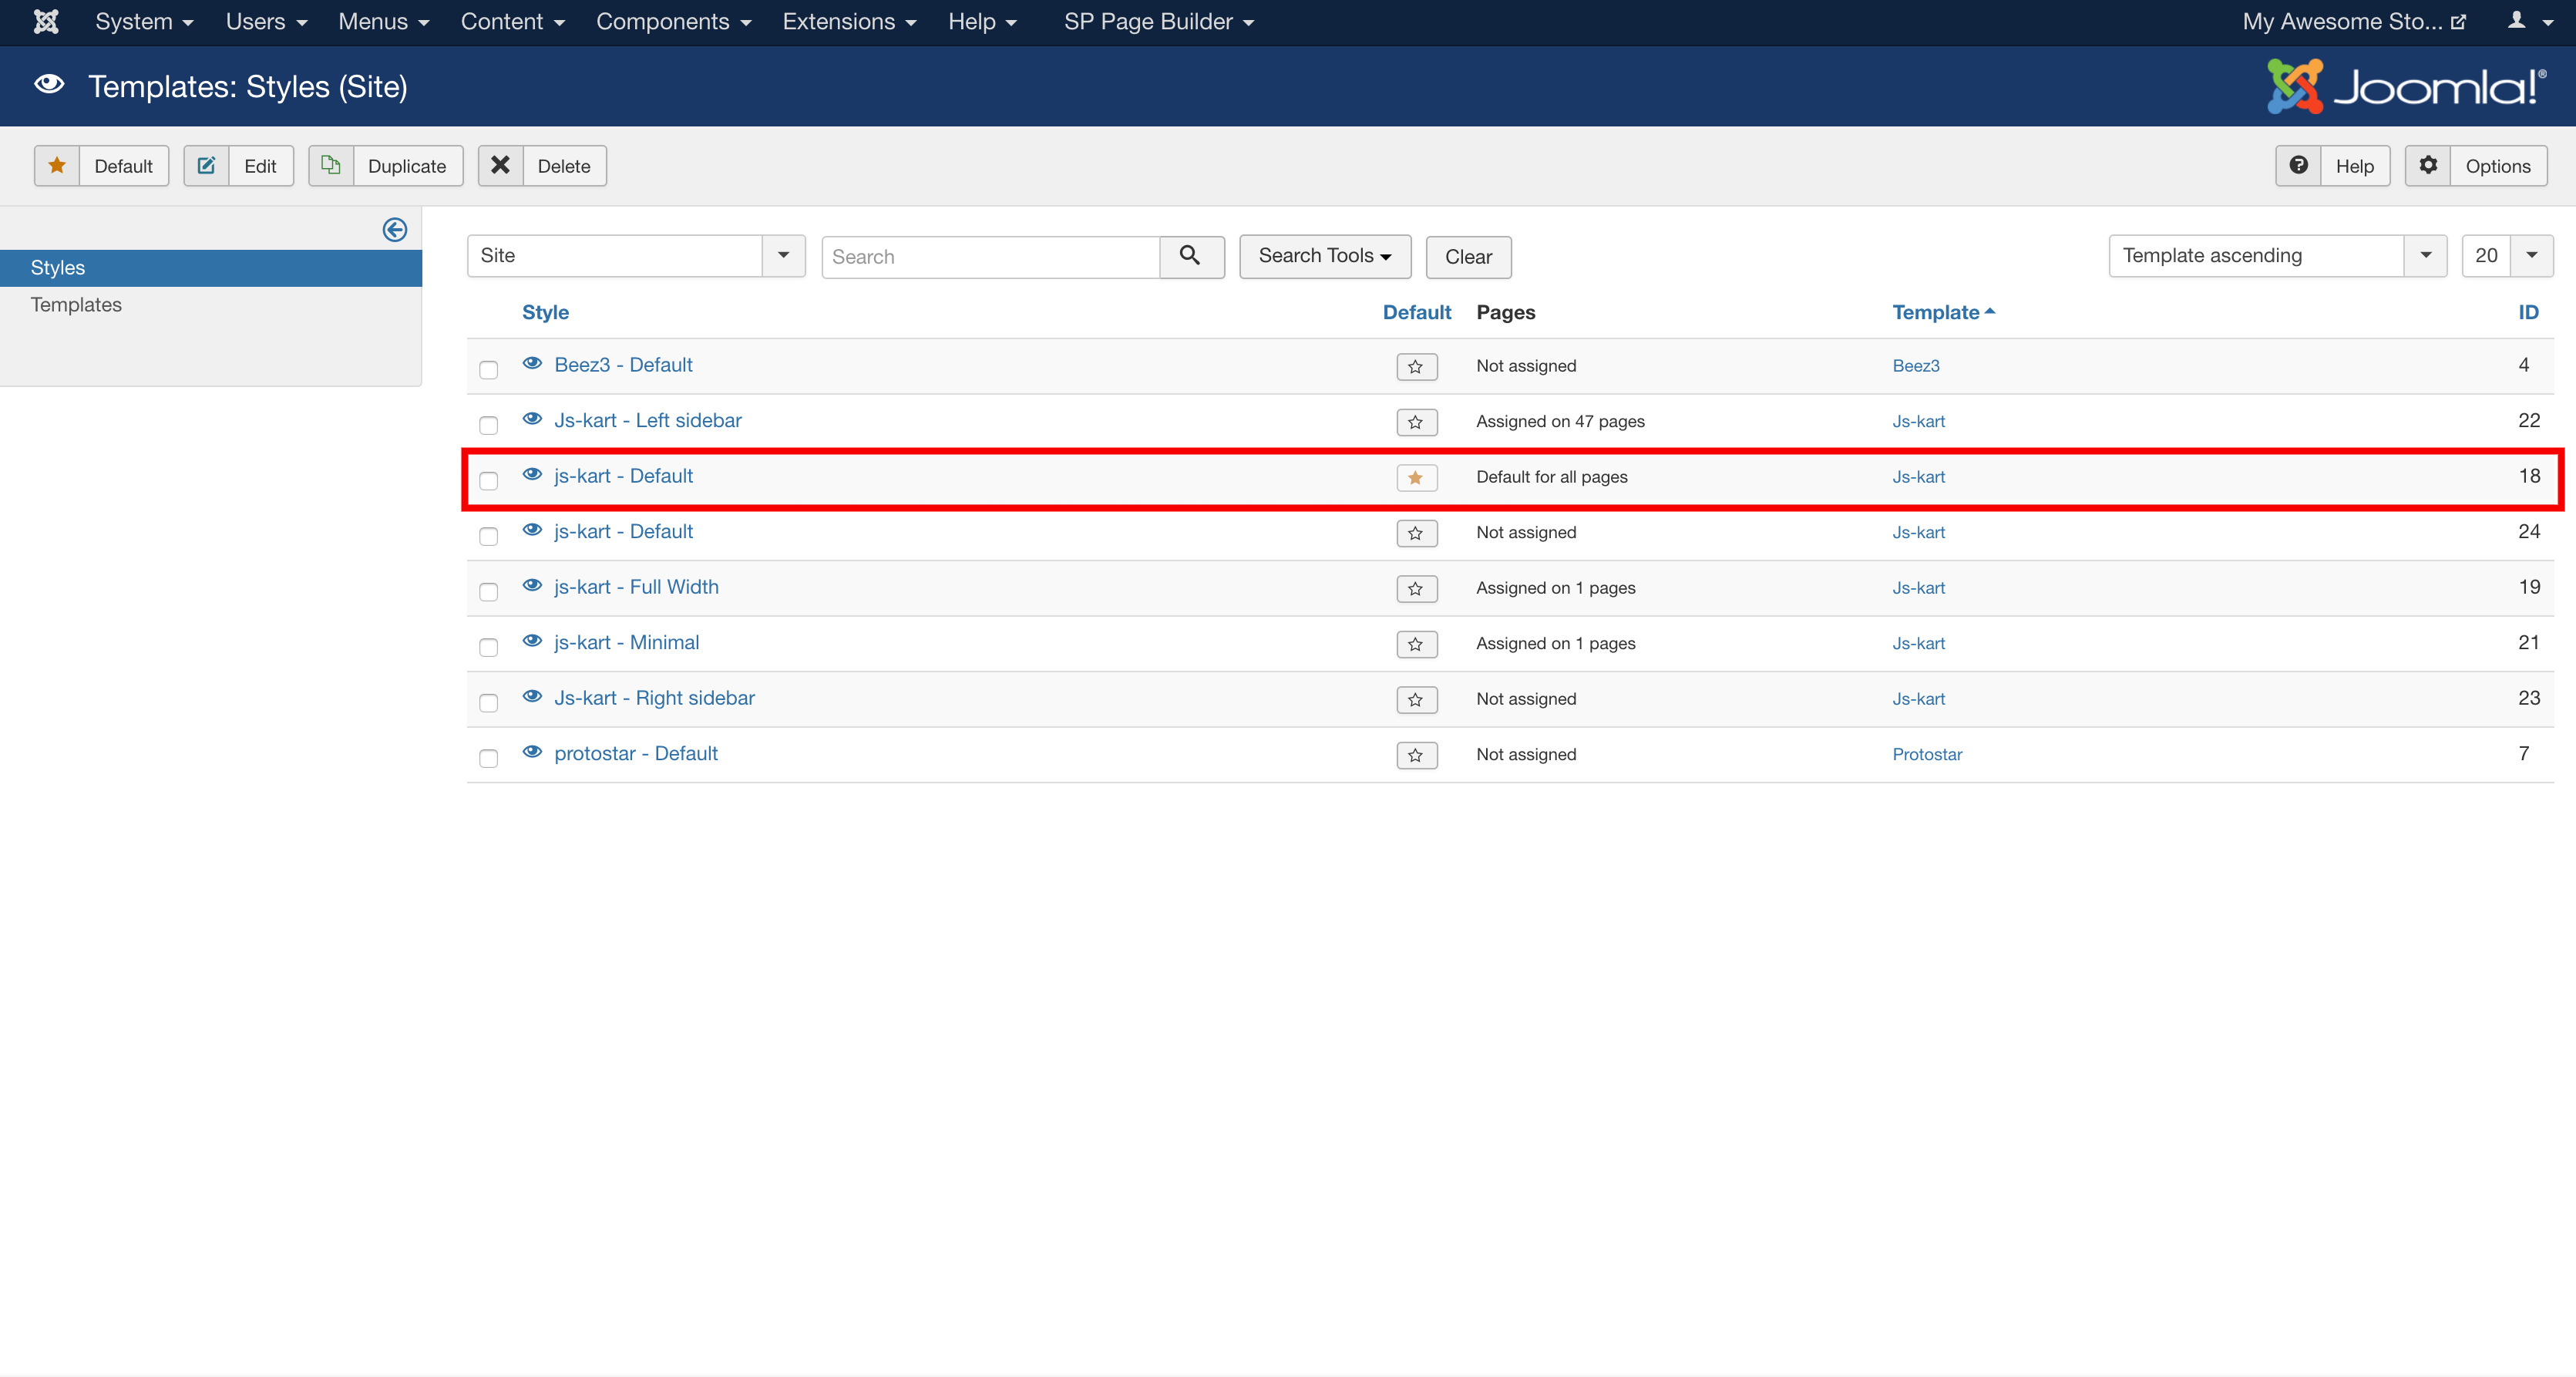 System Users Menus Content Components Extensions Help SP Page Builder My Awesome Sto...
Templates: Styles (Site) Joomla!®
Default Edit Duplicate Delete Help Options
Styles
Templates
Site Search Search Tools Clear Template ascending 20
Style Default Pages Template ID
Beez3 - Default Not assigned Beez3 4
Js-kart - Left sidebar Assigned on 47 pages Js-kart 22
js-kart - Default Default for all pages Js-kart 18
js-kart - Default Not assigned Js-kart 24
js-kart - Full Width Assigned on 1 pages Js-kart 19
js-kart - Minimal Assigned on 1 pages Js-kart 21
Js-kart - Right sidebar Not assigned Js-kart 23
protostar - Default Not assigned Protostar 7